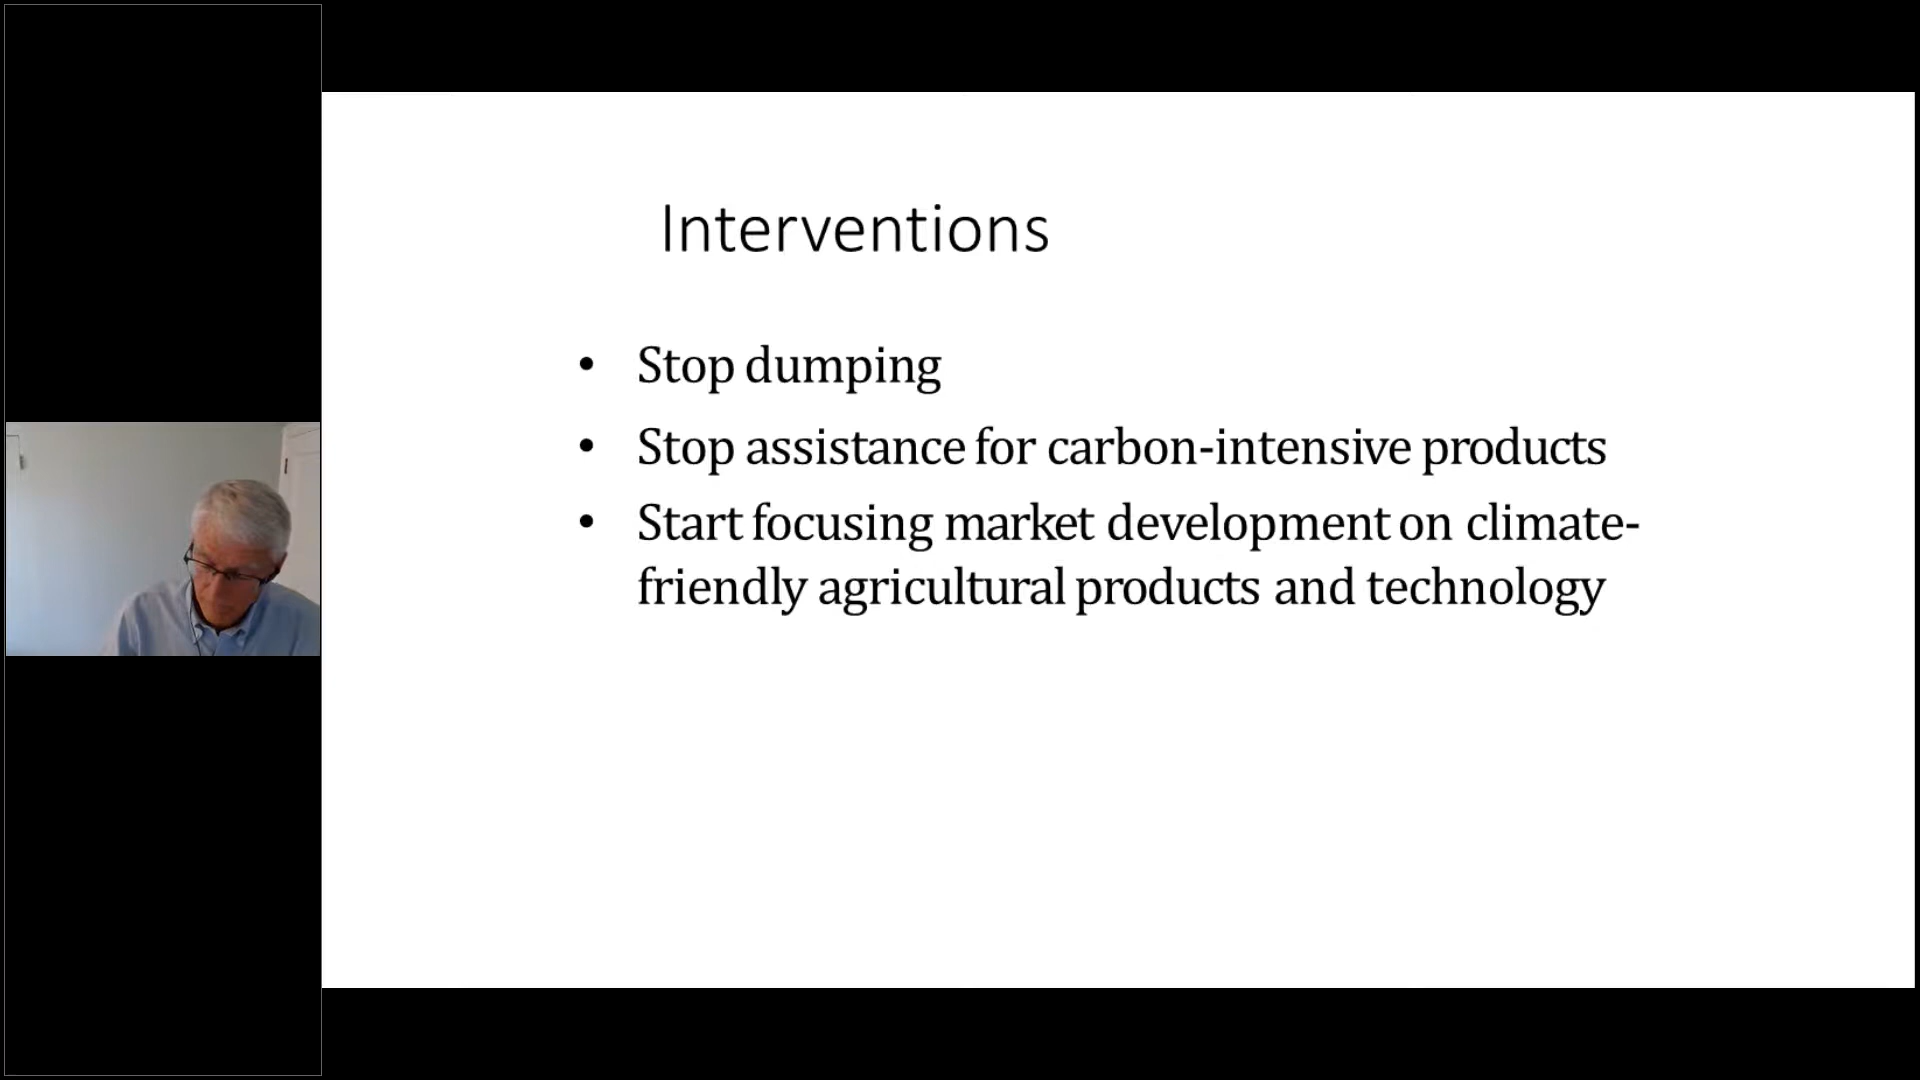 Interventions
• Stop dumping
• Stop assistance for carbon-intensive products
• Start focusing market development on climate-
friendly agricultural products and technology